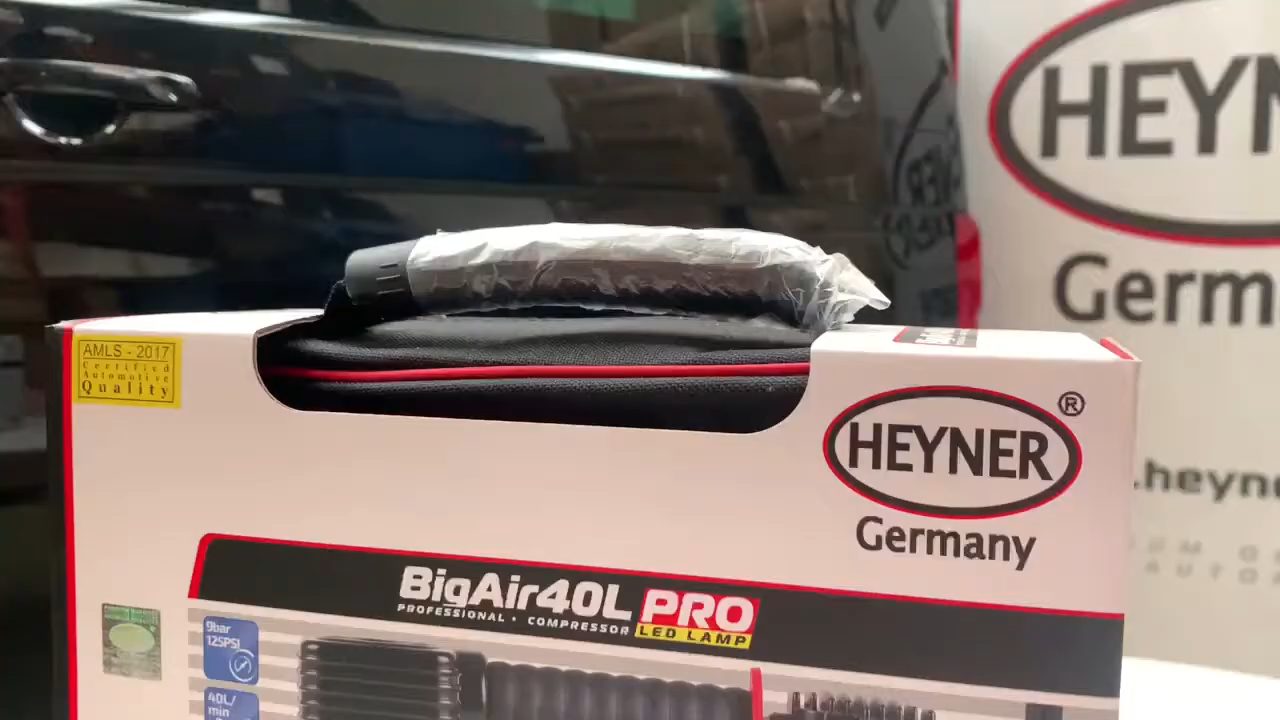 HEYN
Germ
.heyne
AMLS - 2017
Certified
Automotive
Quality
HEYNER®
Germany
BigAir40L PRO
PROFESSIONAL · COMPRESSOR LED LAMP
9bar
125PSI
40L/
min